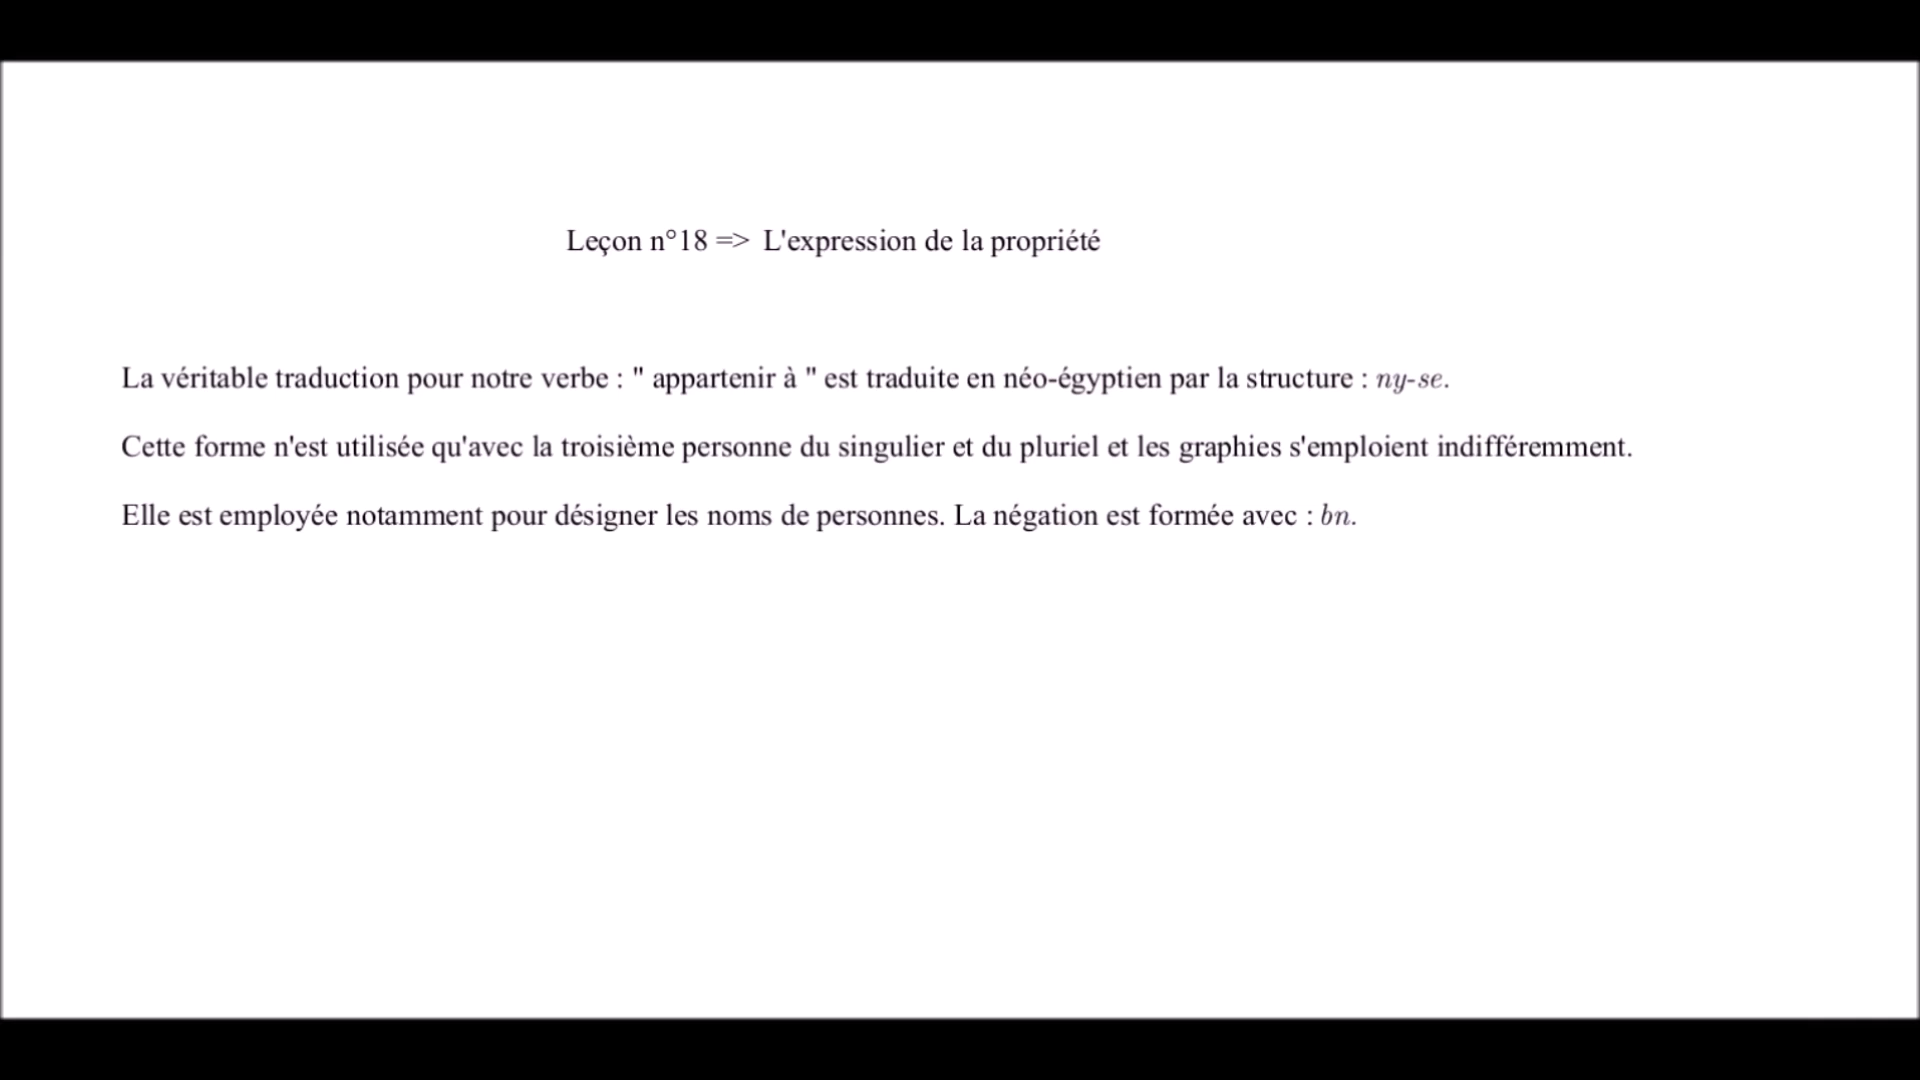 Leçon n°18 => L'expression de la propriété
La véritable traduction pour notre verbe : " appartenir à " est traduite en néo-égyptien par la structure : ny-se.
Cette forme n'est utilisée qu'avec la troisième personne du singulier et du pluriel et les graphies s'emploient indifféremment.
Elle est employée notamment pour désigner les noms de personnes. La négation est formée avec : bn.